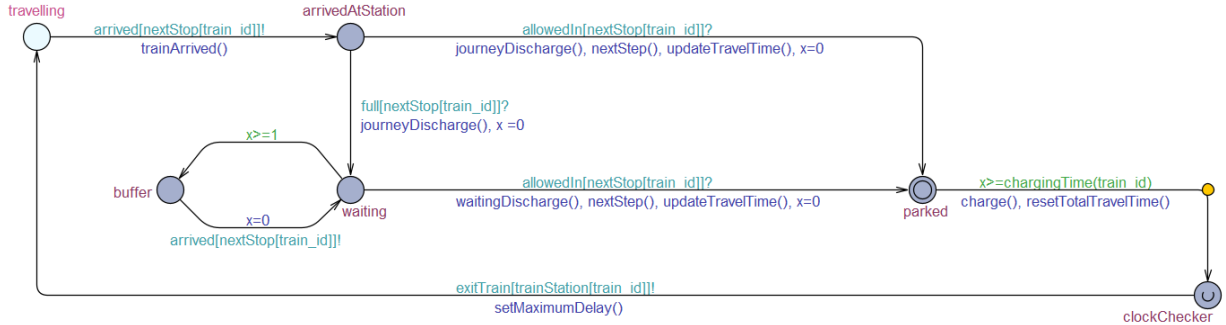 travelling
arrivedAtStation
arrived[nextStop[train_id]]!
trainArrived()
allowedIn[nextStop[train_id]]?
journeyDischarge(), nextStep(), updateTravelTime(), x=0
full[nextStop[train_id]]?
journeyDischarge(), x =0
x>=1
buffer
waiting
x=0
arrived[nextStop[train_id]]!
allowedIn[nextStop[train_id]]?
waitingDischarge(), nextStep(), updateTravelTime(), x=0
parked
x>=chargingTime(train_id)
charge(), resetTotalTravelTime()
exitTrain[trainStation[train_id]]!
setMaximumDelay()
clockChecker